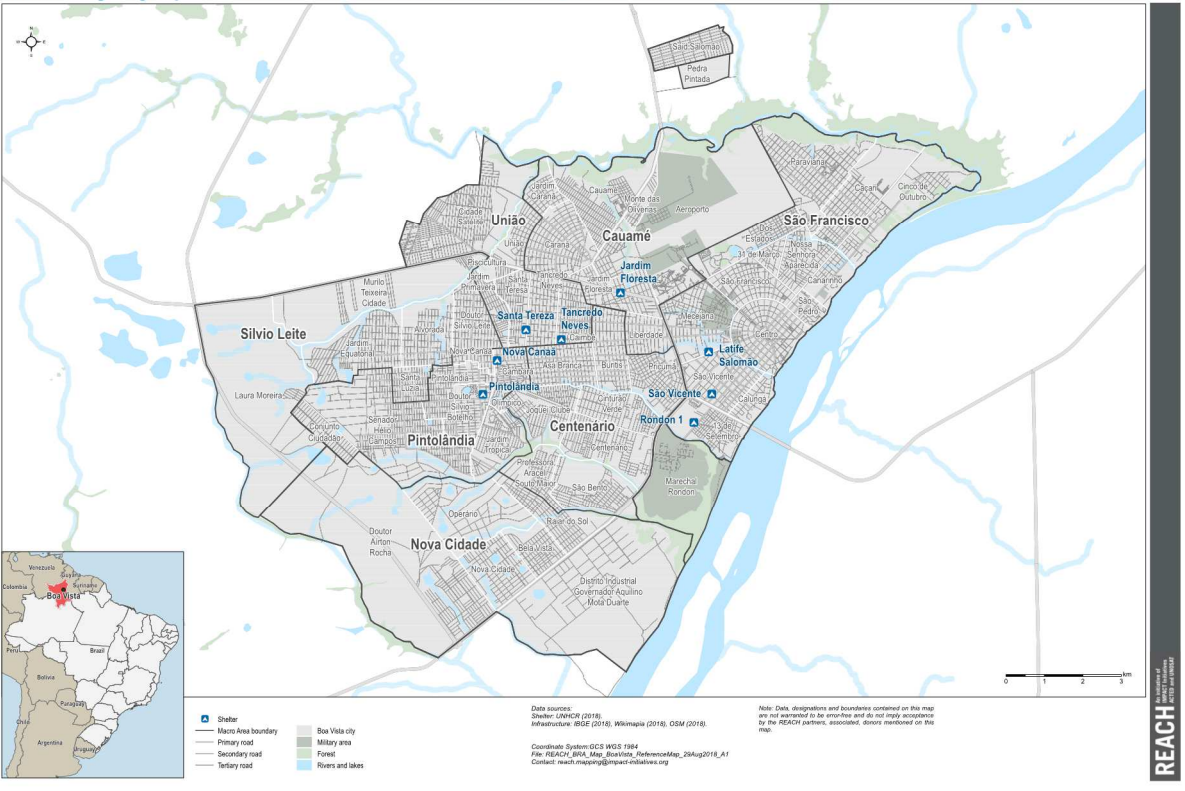 N
W
E
S
Said Salomão
Pedra
Pintada
Paraviana
Caçari
Cinco de
Outubro
Jardim
Caranã
Cauamé
Monte das
Oliveiras
Aeroporto
Cidade
Satélite
União
São Francisco
Cauamé
União
Caranã
Dos
Estados
Nossa
Senhora
Aparecida
31 de Março
Canarinho
Piscicultura
Jardim
Floresta
Murilo
Teixeira
Cidade
Jardim
Primavera
Santa
Teresa
Tancredo
Neves
Jardim
Floresta
São Francisco
São
Pedro
Santa Tereza
Tancredo
Neves
Mecejana
Doutor
Silvio Leite
Alvorada
Silvio Leite
Caimbé
Liberdade
Centro
Jardim
Equatorial
Nova Canaã
Nova Canaã
Latife
Salomão
Asa Branca
Buritis
Pricumã
Cambará
São Vicente
Santa
Luzia
Pintolândia
Pintolândia
Laura Moreira
Doutor
Silvio
Botelho
Olímpico
Cinturão
Verde
São Vicente
Calungá
Senador
Hélio
Campos
Jóquei Clube
Rondon 1
Conjunto
Cidadão
Centenário
13 de
Setembro
Pintolândia
Jardim
Tropical
Centenário
Professora
Araceli
Souto Maior
São Bento
Marechal
Rondon
Operário
Raiar do Sol
Doutor
Airton
Rocha
Nova Cidade
Bela Vista
Nova Cidade
Distrito Industrial
Governador Aquilino
Mota Duarte
Venezuela
Guyana
Colombia
Suriname
Boa Vista
Peru
Brazil
Bolivia
Paraguay
Chile
Argentina
Uruguay
km
0
1
2
3
Shelter
Macro Area boundary
Primary road
Secondary road
Tertiary road
Boa Vista city
Military area
Forest
Rivers and lakes
Data sources:
Shelter: UNHCR (2018).
Infrastructure: IBGE (2018), Wikimapia (2018), OSM (2018).
Coordinate System:GCS WGS 1984
File: REACH_BRA_Map_BoaVista_ReferenceMap_29Aug2018_A1
Contact: reach.mapping@impact-initiatives.org
Note: Data, designations and boundaries contained on this map
are not warranted to be error-free and do not imply acceptance
by the REACH partners, associated, donors mentioned on this
map.
REACH
An initiative of
IMPACT Initiatives
ACTED and UNOSAT